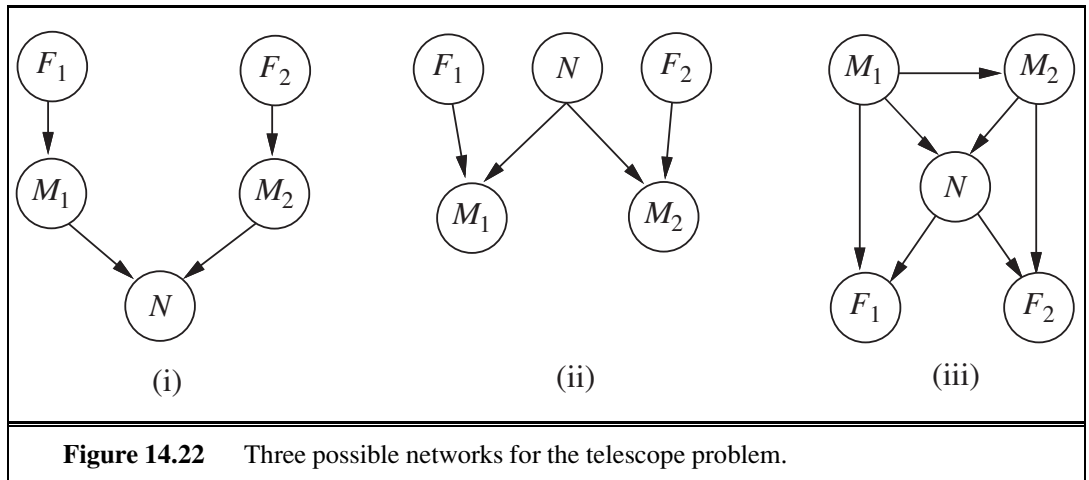 F1 F2 F1 N F2 M1 M2
M1 M2 M1 M2 N
N F1 F2
(i) (ii) (iii)
Figure 14.22 Three possible networks for the telescope problem.